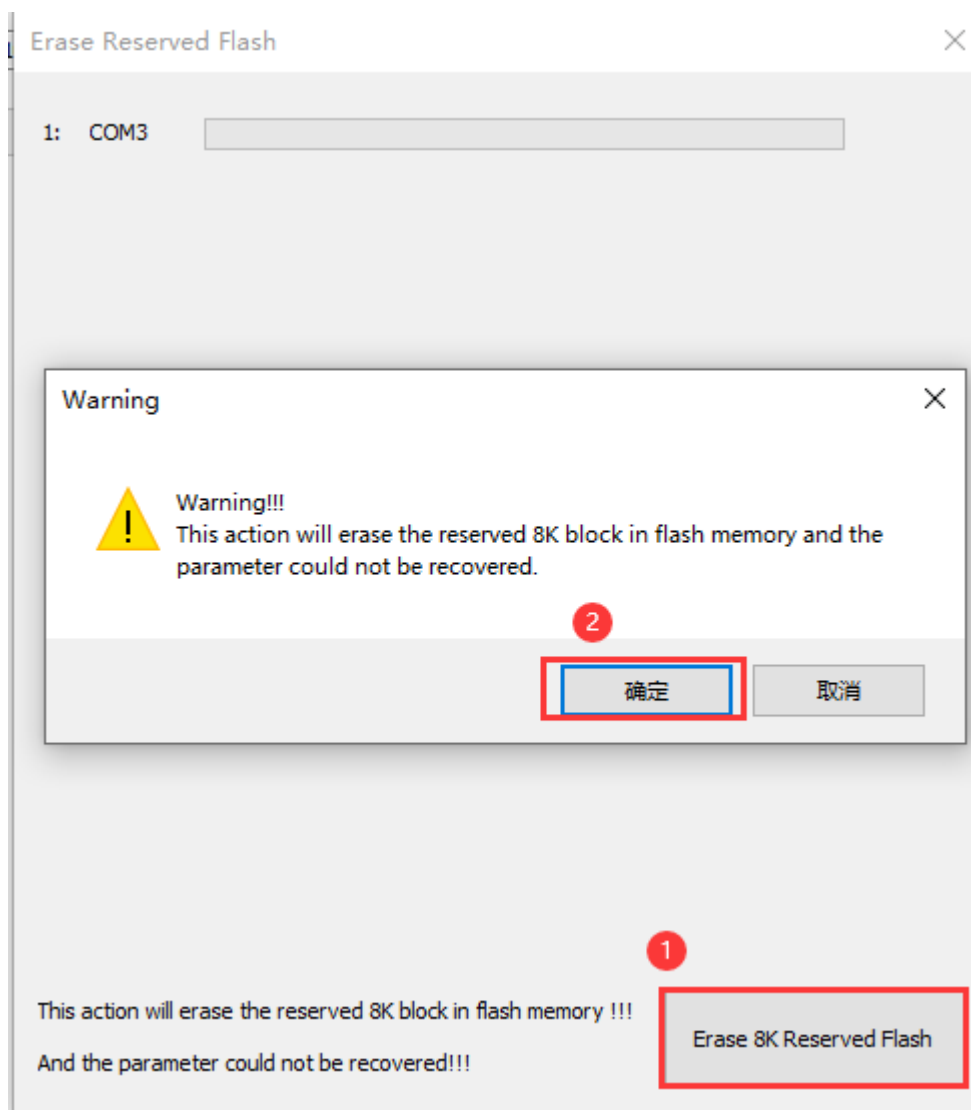 Erase Reserved Flash
1: COM3
Warning
Warning!!!
This action will erase the reserved 8K block in flash memory and the
parameter could not be recovered.
2
确定 取消
1
This action will erase the reserved 8K block in flash memory !!!
Erase 8K Reserved Flash
And the parameter could not be recovered!!!